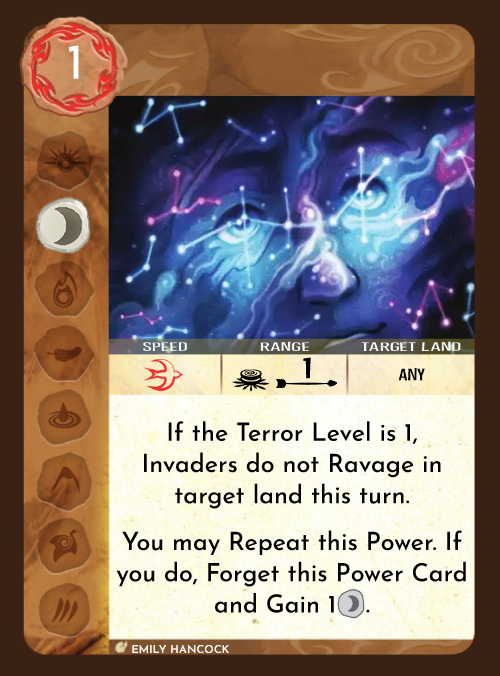 1
SPEED RANGE TARGET LAND
1 ANY
If the Terror Level is 1,
Invaders do not Ravage in
target land this turn.
You may Repeat this Power. If
you do, Forget this Power Card
and Gain 1.
EMILY HANCOCK